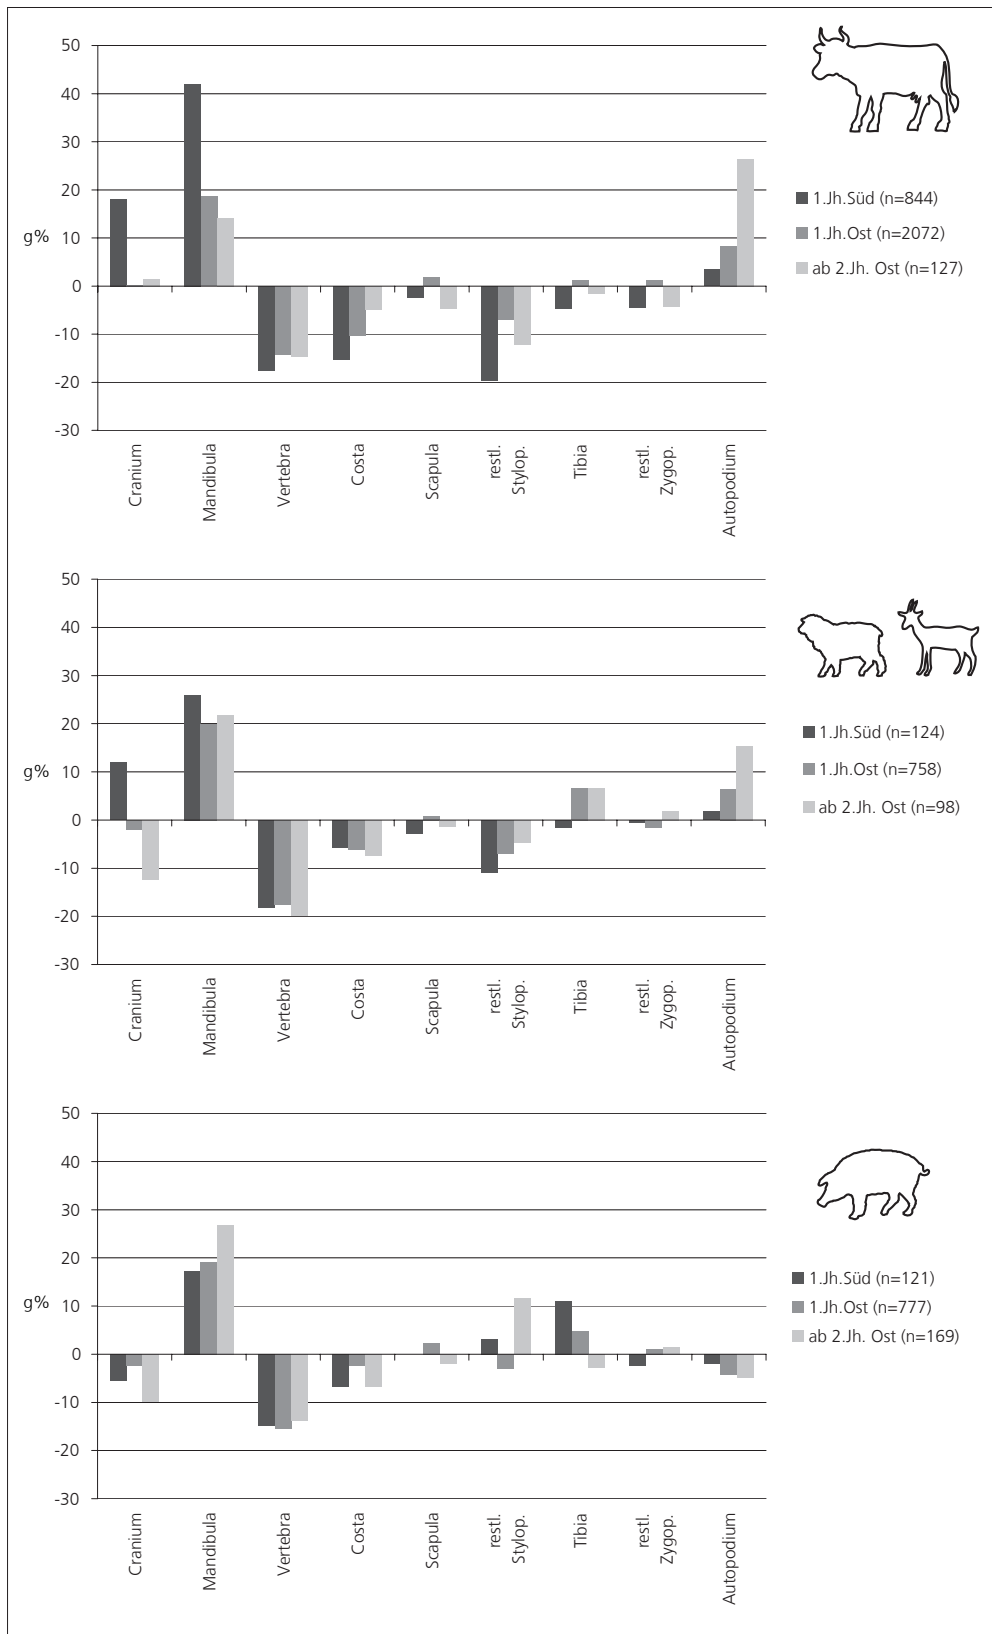 50
40
30
20
g% 10
0
-10
-20
-30
Cranium
Mandibula
Vertebra
Costa
Scapula
restl.
Stylop.
Tibia
restl.
Zygop.
Autopodium
1.Jh.Süd (n=844)
1.Jh.Ost (n=2072)
ab 2.Jh. Ost (n=127)
50
40
30
20
g% 10
0
-10
-20
-30
Cranium
Mandibula
Vertebra
Costa
Scapula
restl.
Stylop.
Tibia
restl.
Zygop.
Autopodium
1.Jh.Süd (n=124)
1.Jh.Ost (n=758)
ab 2.Jh. Ost (n=98)
50
40
30
20
g% 10
0
-10
-20
-30
Cranium
Mandibula
Vertebra
Costa
Scapula
restl.
Stylop.
Tibia
restl.
Zygop.
Autopodium
1.Jh.Süd (n=121)
1.Jh.Ost (n=777)
ab 2.Jh. Ost (n=169)